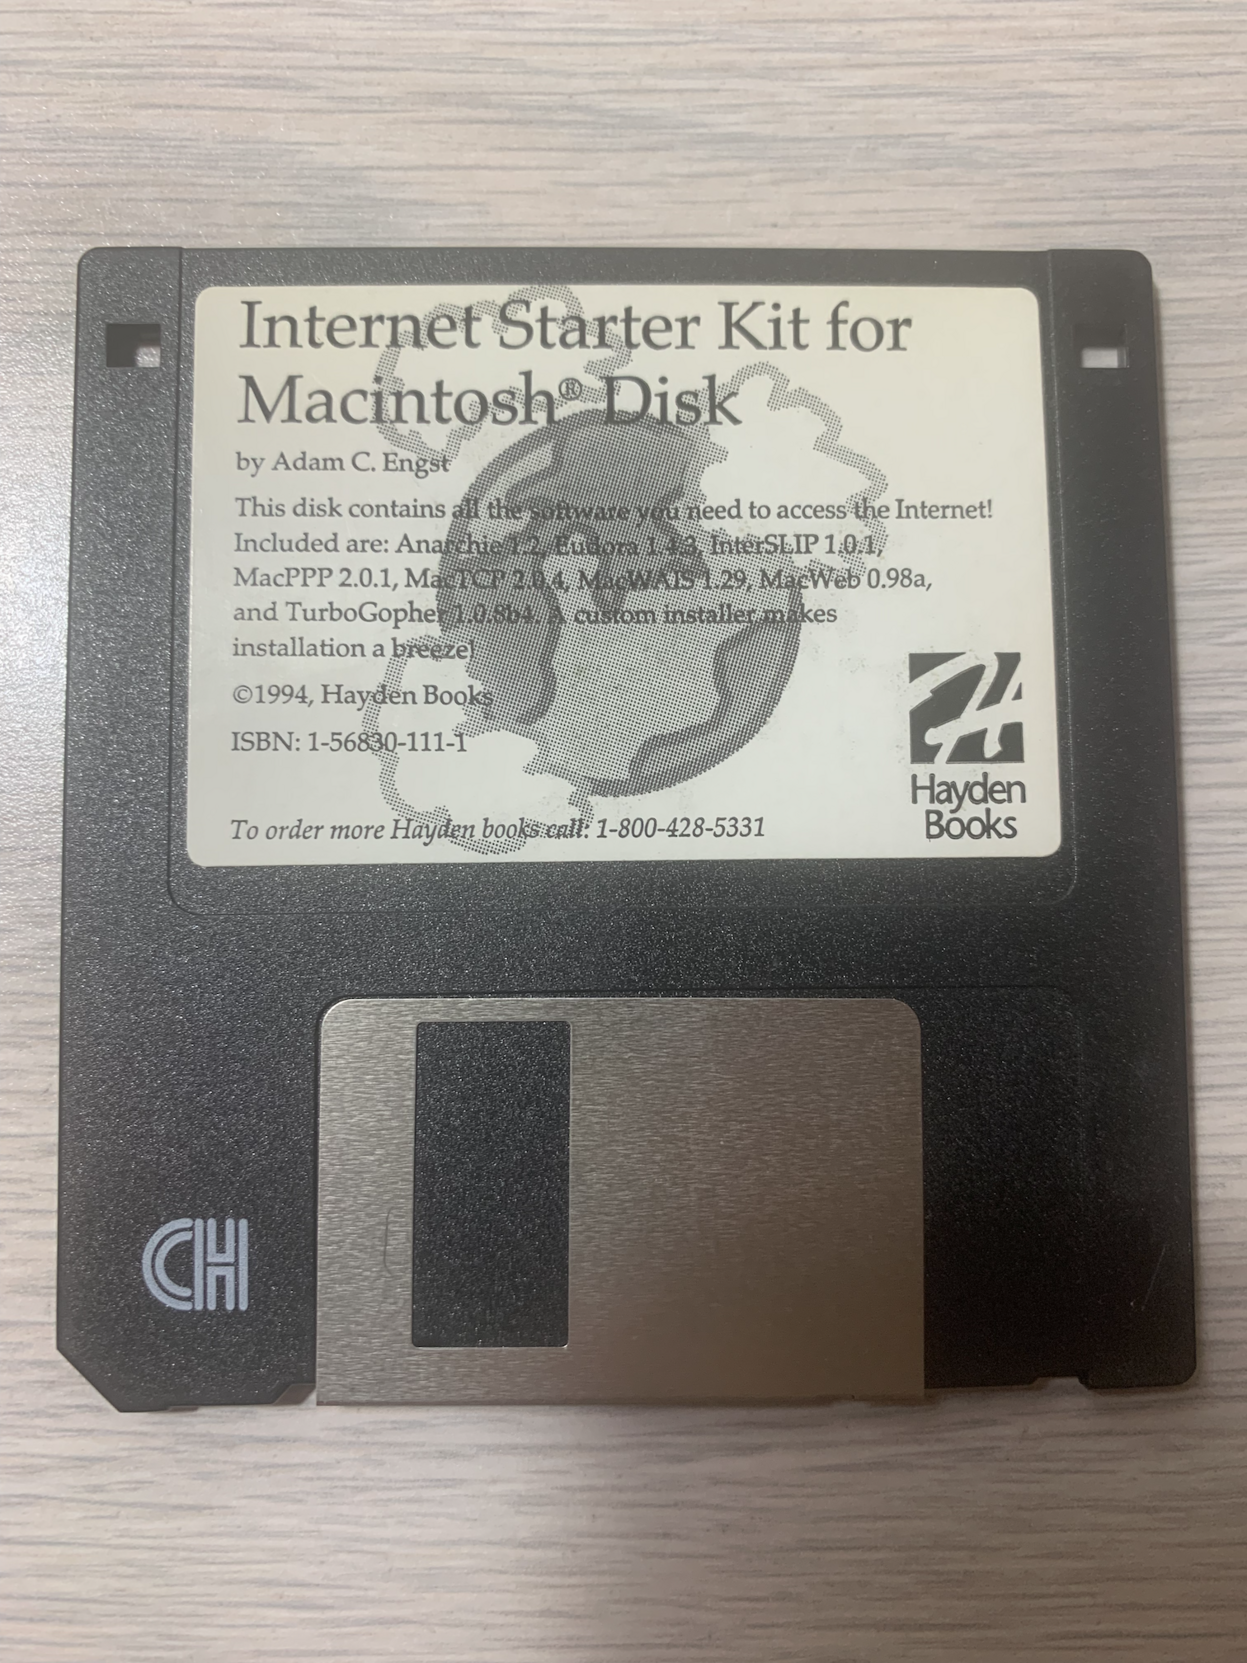 Internet Starter Kit for
Macintosh® Disk
by Adam C. Engst
This disk contains all the software you need to access the Internet!
Included are: Anarchie 1.2, Eudora 1.4.3, InterSLIP 1.0.1,
MacPPP 2.0.1, MacTCP 2.0.4, MacWAIS 1.29, MacWeb 0.98a,
and TurboGopher 1.0.8b4. A custom installer makes
installation a breeze!
©1994, Hayden Books
ISBN: 1-56830-111-1
To order more Hayden books call: 1-800-428-5331
Hayden
Books
CH